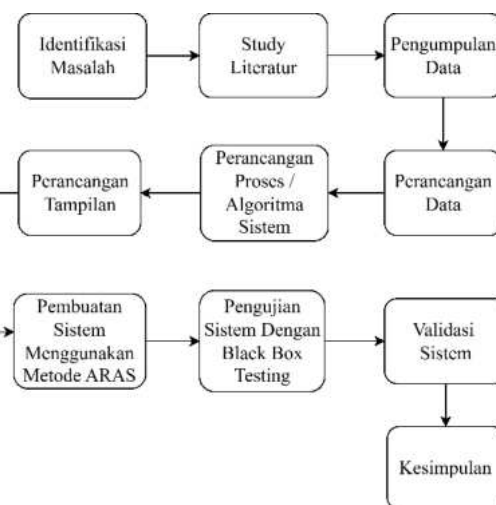 Identifikasi
Masalah
Study
Literatur
Pengumpulan
Data
Perancangan
Data
Perancangan
Proses /
Algoritma
Sistem
Perancangan
Tampilan
Pembuatan
Sistem
Menggunakan
Metode ARAS
Pengujian
Sistem Dengan
Black Box
Testing
Validasi
Sistem
Kesimpulan